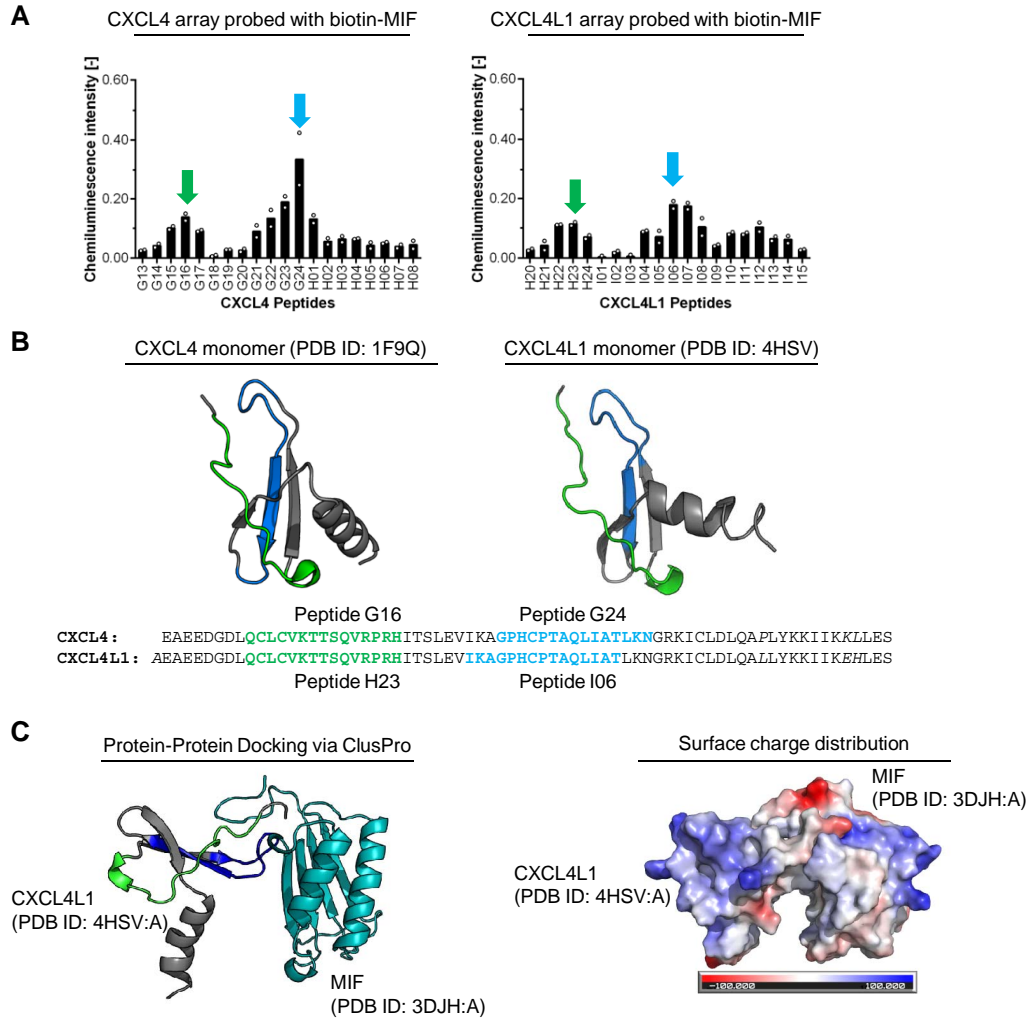 A
CXCL4 array probed with biotin-MIF
CXCL4L1 array probed with biotin-MIF
Chemiluminescence intensity [-]
0.60
0.40
0.20
0.00
G13 G14 G15 G16 G17 G18 G19 G20 G21 G22 G23 G24 H01 H02 H03 H04 H05 H06 H07 H08
CXCL4 Peptides
Chemiluminescence intensity [-]
0.60
0.40
0.20
0.00
H20 H21 H22 H23 H24 I01 I02 I03 I04 I05 I06 I07 I08 I09 I10 I11 I12 I13 I14 I15
CXCL4L1 Peptides
B
CXCL4 monomer (PDB ID: 1F9Q)
CXCL4L1 monomer (PDB ID: 4HSV)
Peptide G16 Peptide G24
CXCL4: EAEEDGDLQCLCVKTTSQVRPRHITSLEVIKAGPHCPTAQLIATLKNGRKICLDLQAPLYKKIIKKLLES
CXCL4L1: AEAEEDGDLQCLCVKTTSQVRPRHITSLEVIKAGPHCPTAQLIATLKNGRKICLDLQALLYKKIIKEHLES
Peptide H23 Peptide I06
C
Protein-Protein Docking via ClusPro
CXCL4L1
(PDB ID: 4HSV:A)
MIF
(PDB ID: 3DJH:A)
Surface charge distribution
MIF
(PDB ID: 3DJH:A)
CXCL4L1
(PDB ID: 4HSV:A)
-100.000 100.000